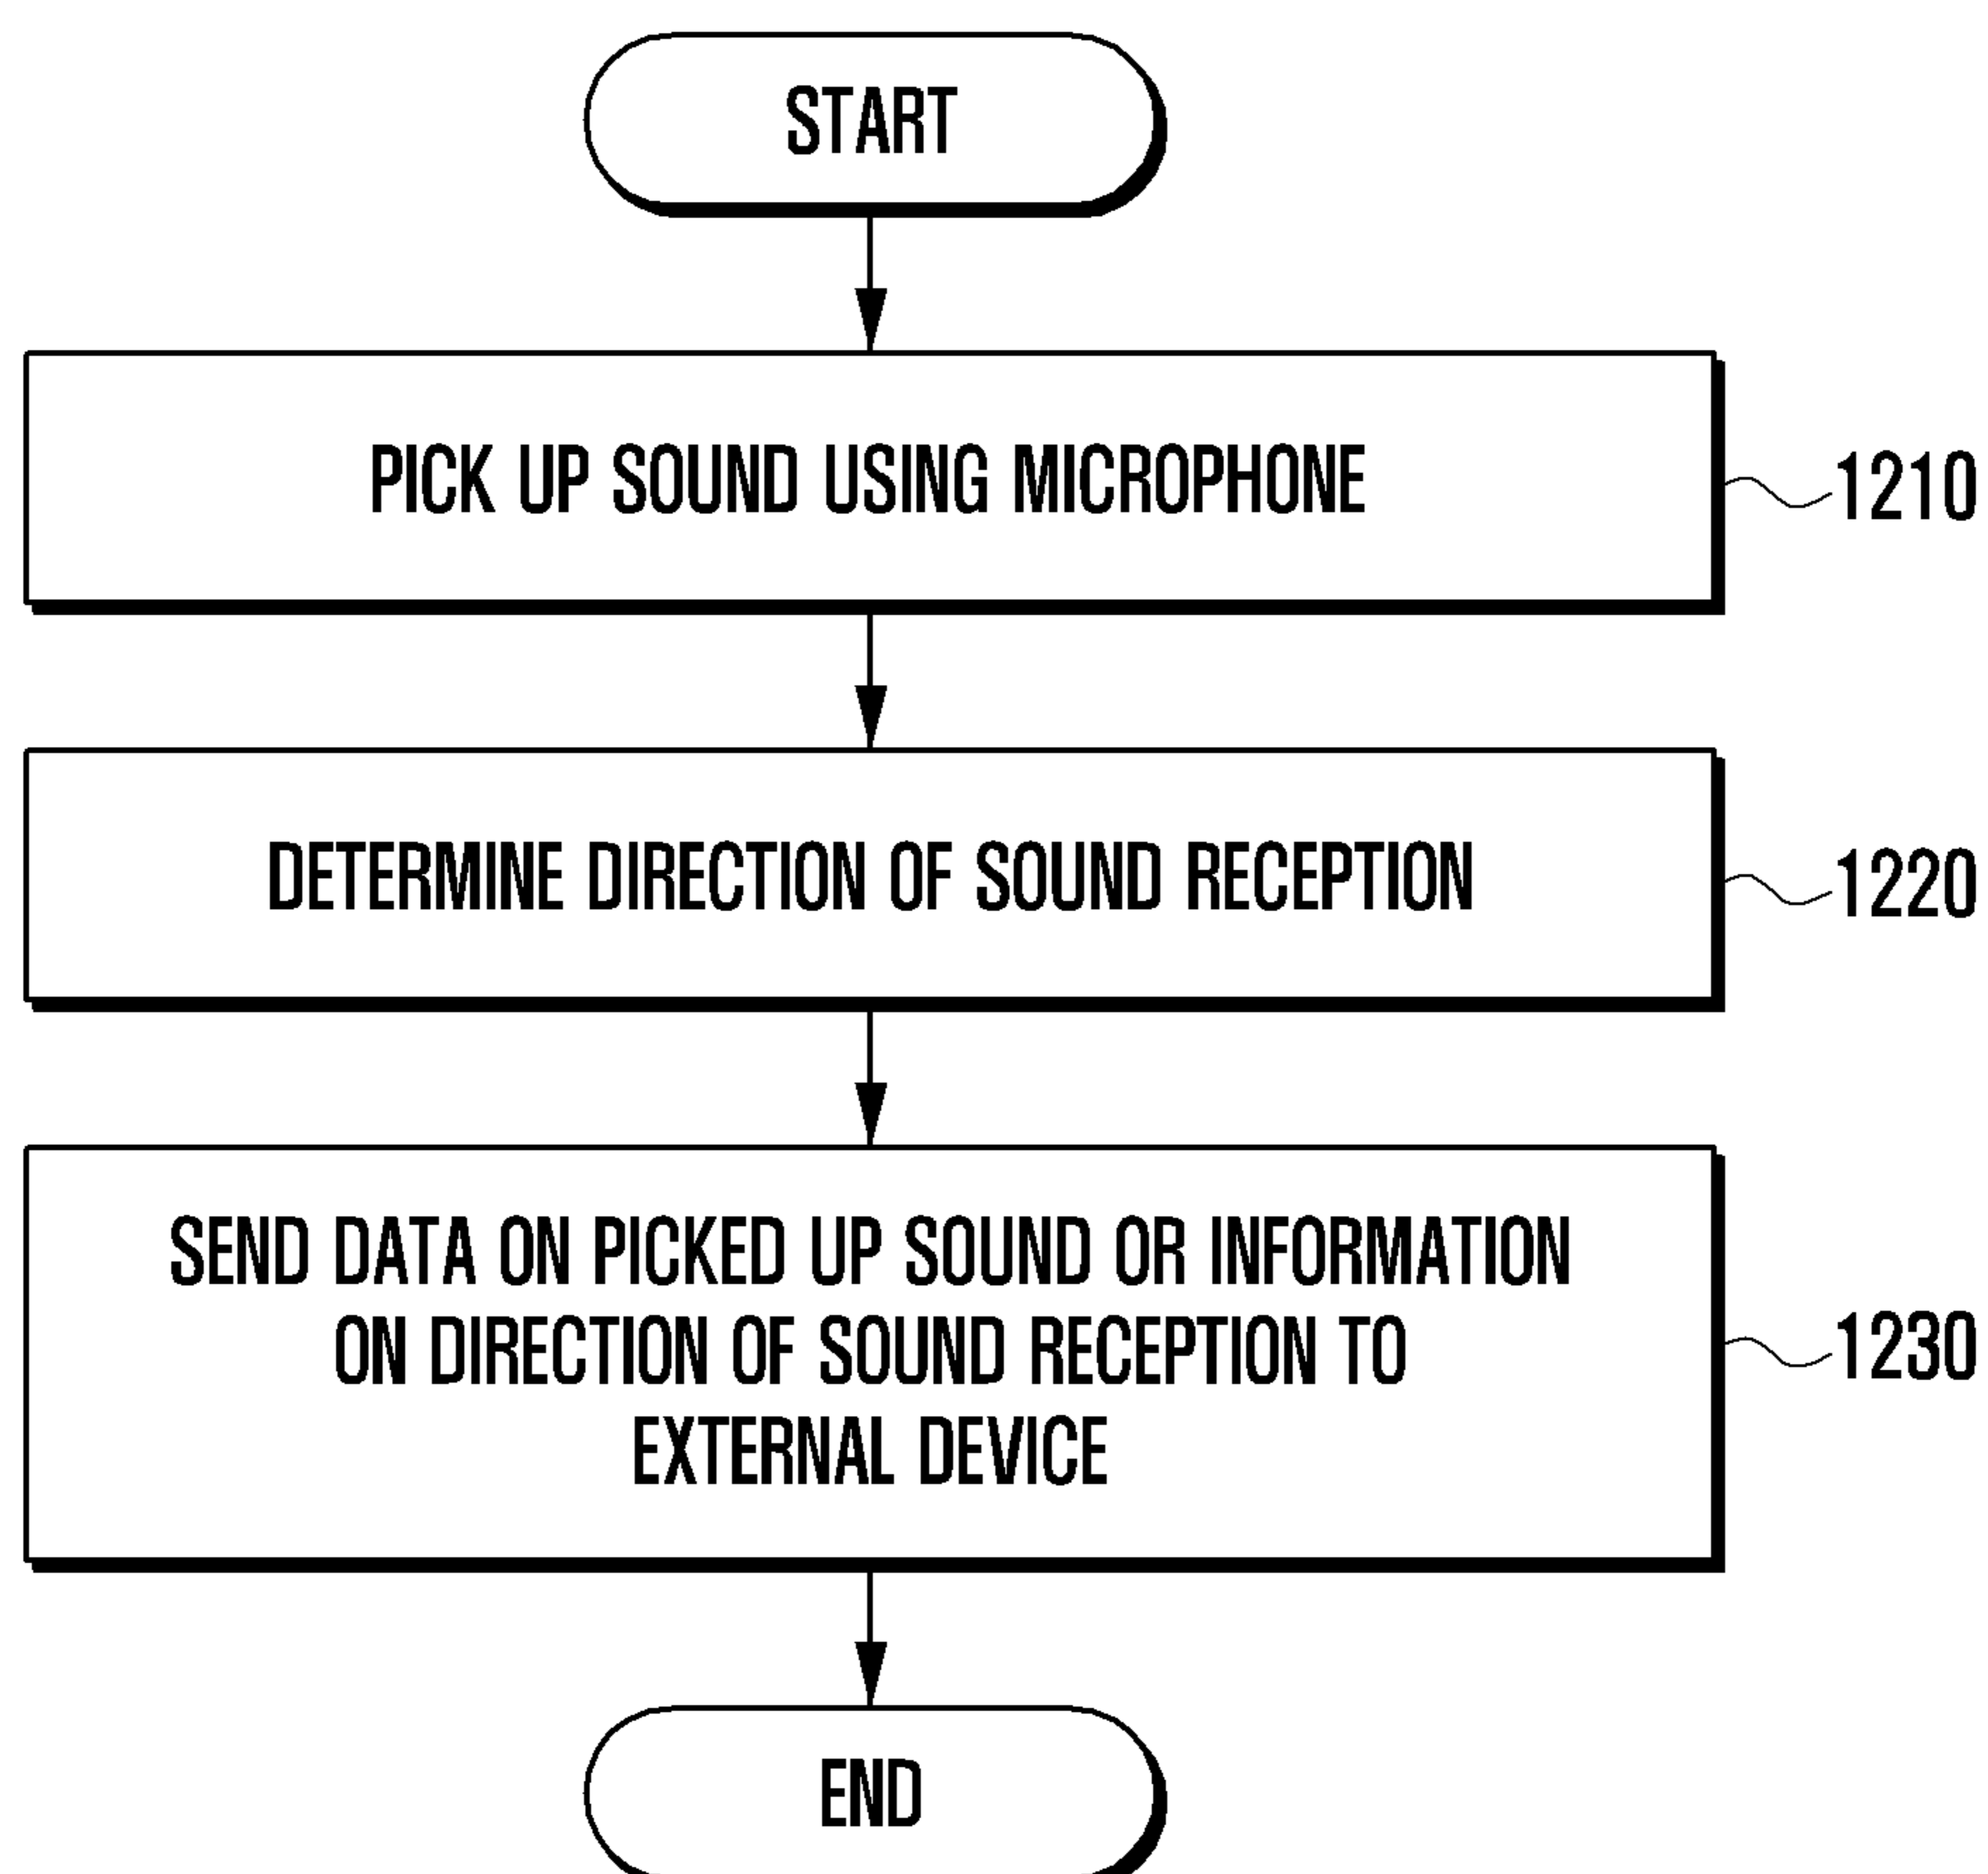 START
PICK UP SOUND USING MICROPHONE
1210
DETERMINE DIRECTION OF SOUND RECEPTION
1220
SEND DATA ON PICKED UP SOUND OR INFORMATION
ON DIRECTION OF SOUND RECEPTION TO
EXTERNAL DEVICE
1230
END